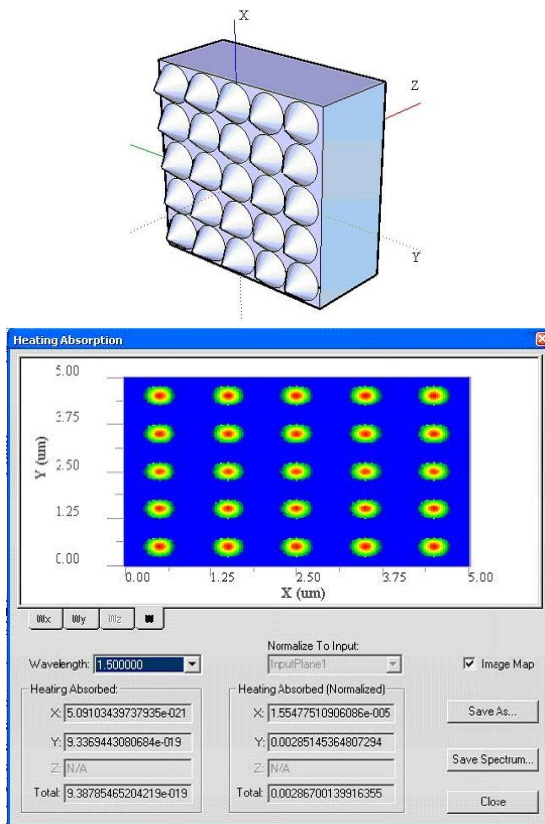 X
Z
Y
Heating Absorption
5.00
3.75
2.50
1.25
0.00
Y (um)
0.00 1.25 2.50 3.75 5.00
X (um)
Wx Wy Wz W
Wavelength: 1.500000
Normalize To Input:
InputPlane1
Image Map
Heating Absorbed:
X: 5.09103439737935e-021
Y: 9.3369443080684e-019
Z: N/A
Total: 9.38785465204219e-019
Heating Absorbed (Normalized)
X: 1.55477510906086e-005
Y: 0.00285145364807294
Z: N/A
Total: 0.00286700139916355
Save As...
Save Spectrum...
Close